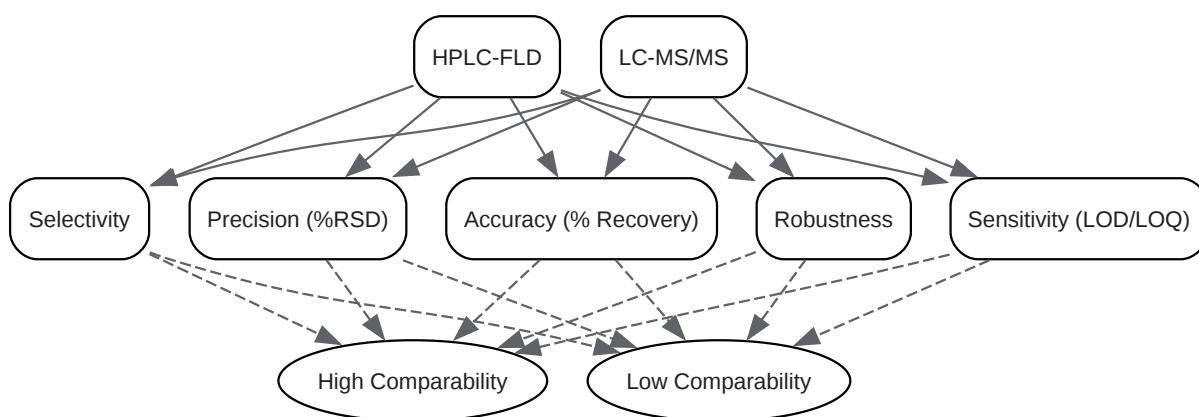 HPLC-FLD
LC-MS/MS
Selectivity
Precision (%RSD)
Accuracy (% Recovery)
Robustness
Sensitivity (LOD/LOQ)
High Comparability
Low Comparability